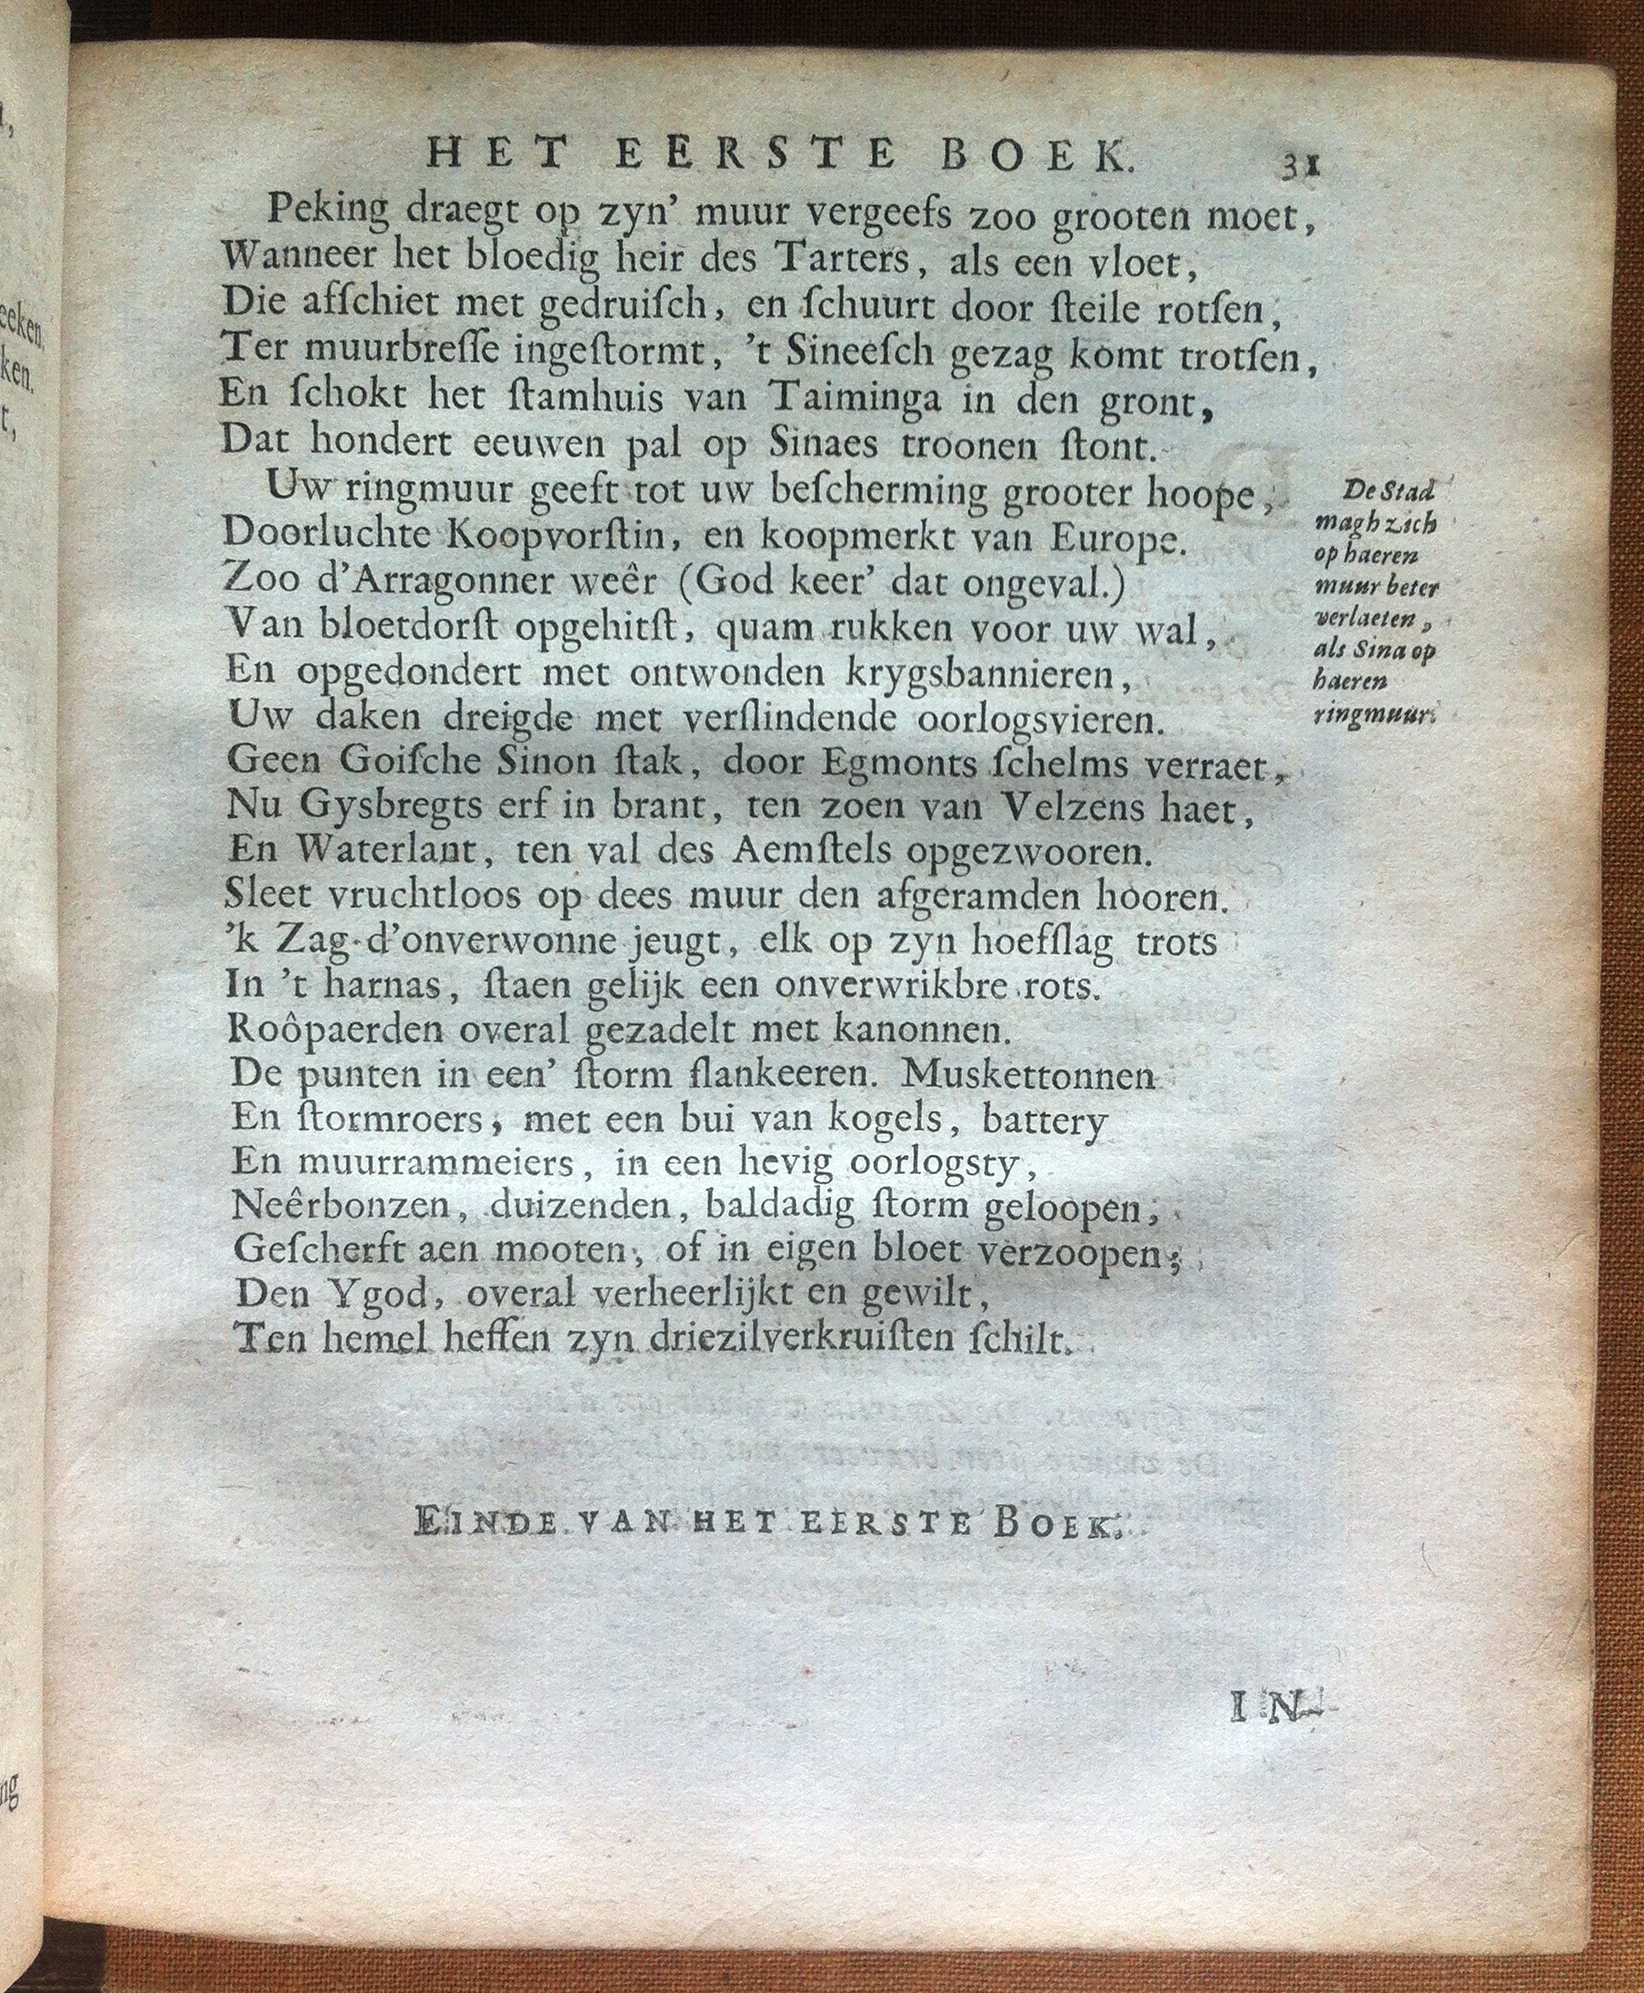 HET EERSTE BOEK. 31
Peking draegt op zyn' muur vergeefs zoo grooten moet,
Wanneer het bloedig heir des Tarters, als een vloet,
Die afſchiet met gedruiſch, en ſchuurt door ſteile rotſen,
Ter muurbreſſe ingeſtormt, 't Sineeſch gezag komt trotſen,
En ſchokt het ſtamhuis van Taiminga in den gront,
Dat hondert eeuwen pal op Sinaes troonen ſtont.
Uw ringmuur geeft tot uw beſcherming grooter hoope,
Doorluchte Koopvorſtin, en koopmerkt van Europe.
Zoo d'Arragonner weêr (God keer' dat ongeval.)
Van bloetdorſt opgehitſt, quam rukken voor uw wal,
En opgedondert met ontwonden krygsbannieren,
Uw daken dreigde met verſlindende oorlogsvieren.
Geen Goiſche Sinon ſtak, door Egmonts ſchelms verraet,
Nu Gysbregts erf in brant, ten zoen van Velzens haet,
En Waterlant, ten val des Aemſtels opgezwooren.
Sleet vruchtloos op dees muur den afgeramden hooren.
'k Zag d'onverwonne jeugt, elk op zyn hoefſlag trots
In 't harnas, ſtaen gelijk een onverwrikbre rots.
Roôpaerden overal gezadelt met kanonnen.
De punten in een' ſtorm flankeeren. Muskettonnen
En ſtormroers, met een bui van kogels, battery
En muurrammeiers, in een hevig oorlogsty,
Neêrbonzen, duizenden, baldadig ſtorm geloopen,
Geſcherft aen mooten, of in eigen bloet verzoopen;
Den Ygod, overal verheerlijkt en gewilt,
Ten hemel heffen zyn driezilverkruiſten ſchilt.
De Stad
magh zich
op haeren
muur beter
verlaeten,
als Sina op
haeren
ringmuur.
EINDE VAN HET EERSTE BOEK.
IN-
eeken.
ken.
t,
ng